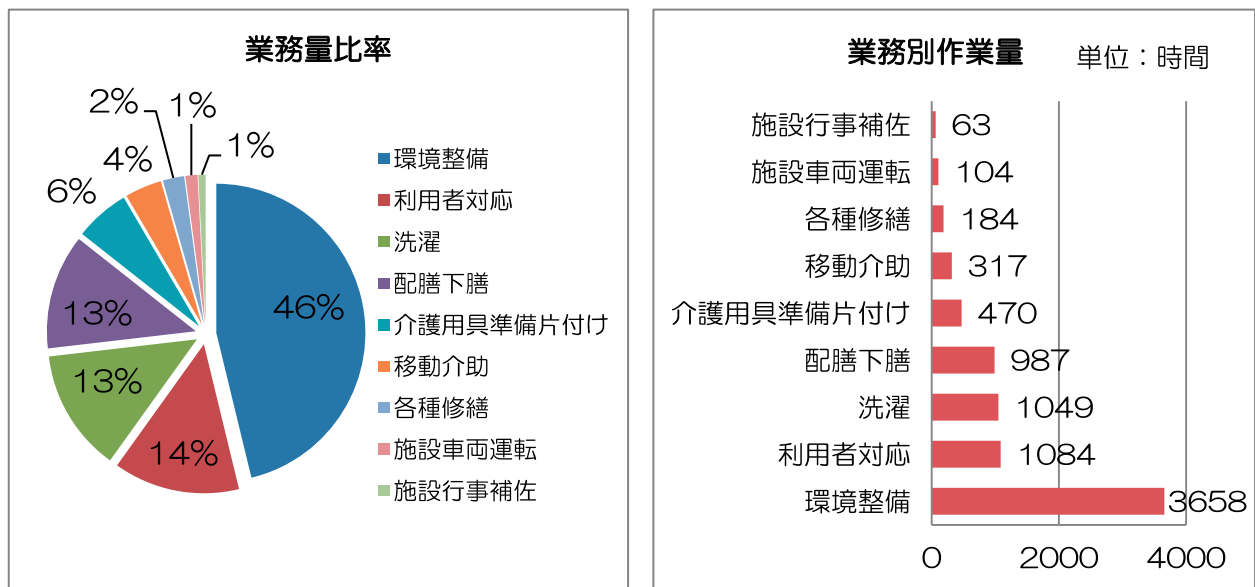 業務量比率
2%
1%
1%
4%
6%
13%
13%
14%
46%
環境整備
利用者対応
洗濯
配膳下膳
介護用具準備片付け
移動介助
各種修繕
施設車両運転
施設行事補佐
業務別作業量 単位：時間
施設行事補佐 63
施設車両運転 104
各種修繕 184
移動介助 317
介護用具準備片付け 470
配膳下膳 987
洗濯 1049
利用者対応 1084
環境整備 3658
0 2000 4000